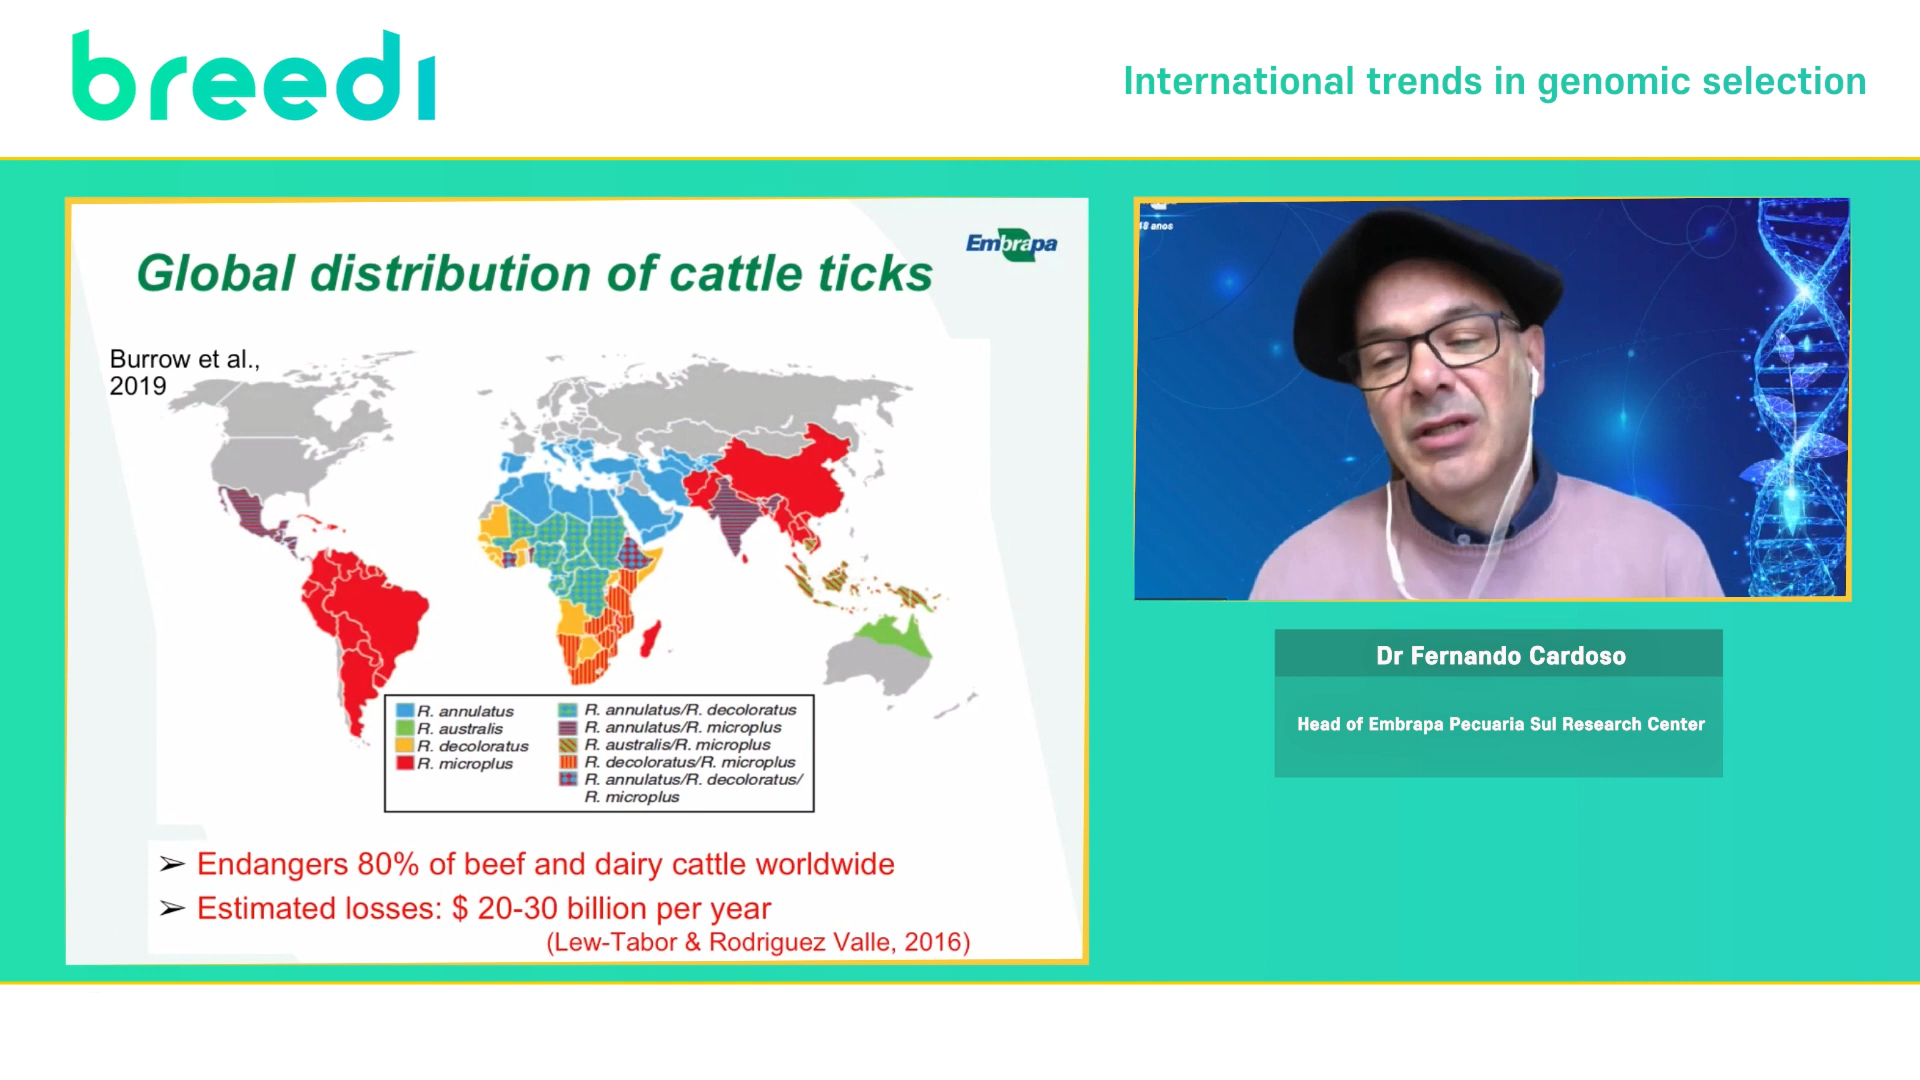 breedi
International trends in genomic selection
Embrapa
Global distribution of cattle ticks
Burrow et al.,
2019
R. annulatus
R. australis
R. decoloratus
R. microplus
R. annulatus/R. decoloratus
R. annulatus/R. microplus
R. australis/R. microplus
R. decoloratus/R. microplus
R. annulatus/R. decoloratus/
R. microplus
➢ Endangers 80% of beef and dairy cattle worldwide
➢ Estimated losses: $ 20-30 billion per year
(Lew-Tabor & Rodriguez Valle, 2016)
anos
Dr Fernando Cardoso
Head of Embrapa Pecuaria Sul Research Center